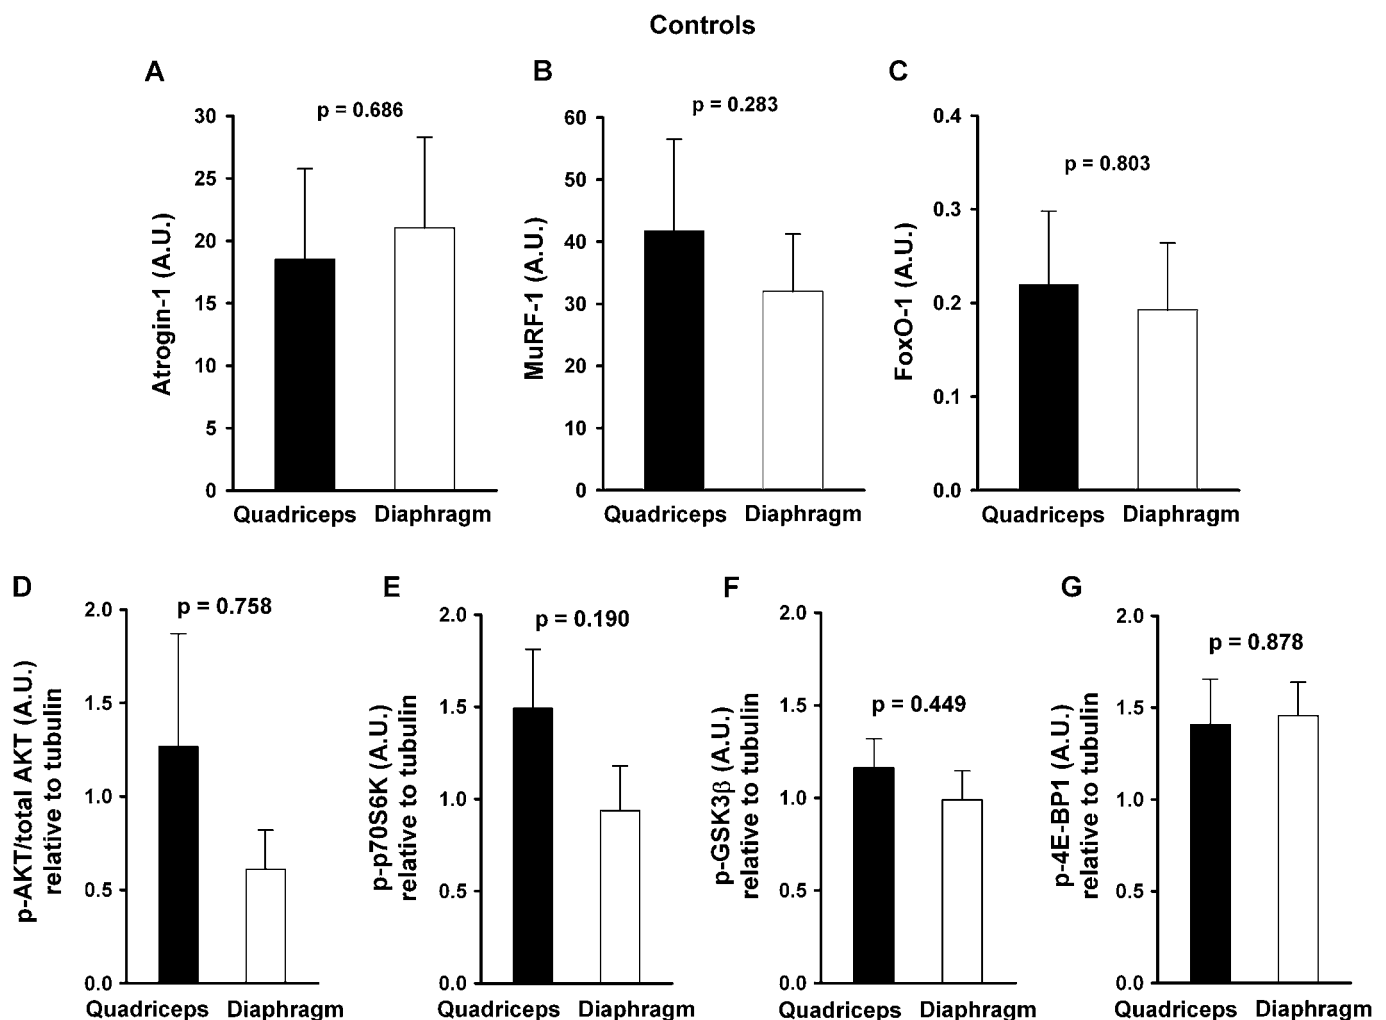 Controls
A
p = 0.686
30
25
20
15
10
5
0
Atrogin-1 (A.U.)
Quadriceps Diaphragm
B
p = 0.283
60
50
40
30
20
10
0
MuRF-1 (A.U.)
Quadriceps Diaphragm
C
p = 0.803
0.4
0.3
0.2
0.1
0.0
FoxO-1 (A.U.)
Quadriceps Diaphragm
D
p = 0.758
2.0
1.5
1.0
0.5
0.0
p-AKT/total AKT (A.U.)
relative to tubulin
Quadriceps Diaphragm
E
p = 0.190
2.0
1.5
1.0
0.5
0.0
p-p70S6K (A.U.)
relative to tubulin
Quadriceps Diaphragm
F
p = 0.449
2.0
1.5
1.0
0.5
0.0
p-GSK3β (A.U.)
relative to tubulin
Quadriceps Diaphragm
G
p = 0.878
2.0
1.5
1.0
0.5
0.0
p-4E-BP1 (A.U.)
relative to tubulin
Quadriceps Diaphragm